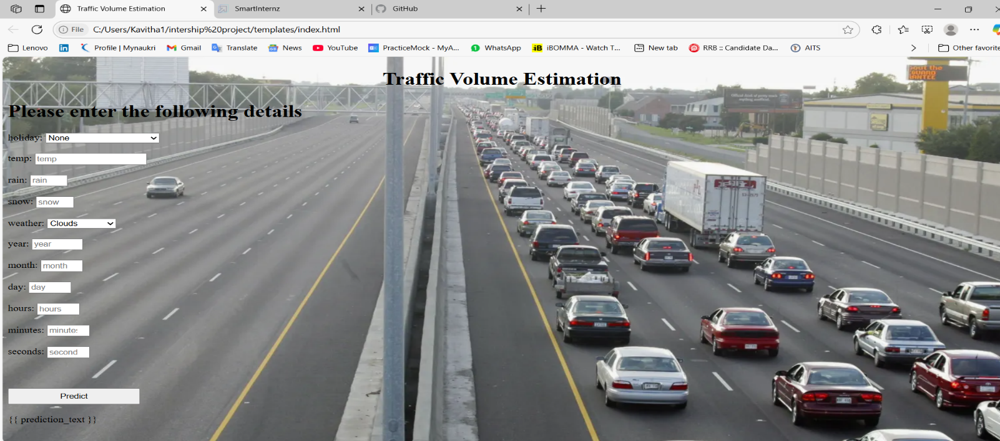 Traffic Volume Estimation
SmartInternz
GitHub
File C:/Users/Kavitha1/intership%20project/templates/index.html
Lenovo Profile | Mynaukri Gmail Translate News YouTube PracticeMock - MyA... WhatsApp iBOMMA - Watch T... New tab RRB :: Candidate Da... AITS Other favorite
Traffic Volume Estimation
Please enter the following details
holiday: None
temp: temp
rain: rain
snow: snow
weather: Clouds
year: year
month: month
day: day
hours: hours
minutes: minute:
seconds: second
Predict
{{ prediction_text }}